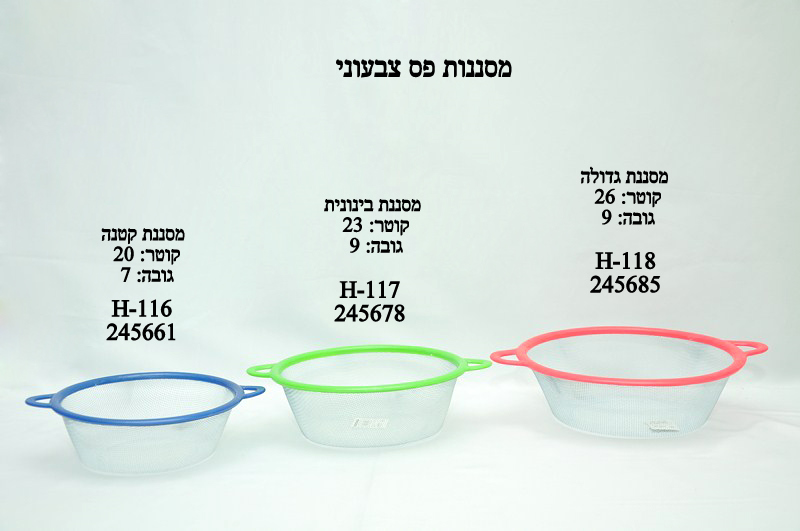 מסננות פס צבעוני
מסננת גדולה
קוטר: 26
גובה: 9
H-118
245685
מסננת בינונית
קוטר: 23
גובה: 9
H-117
245678
מסננת קטנה
קוטר: 20
גובה: 7
H-116
245661